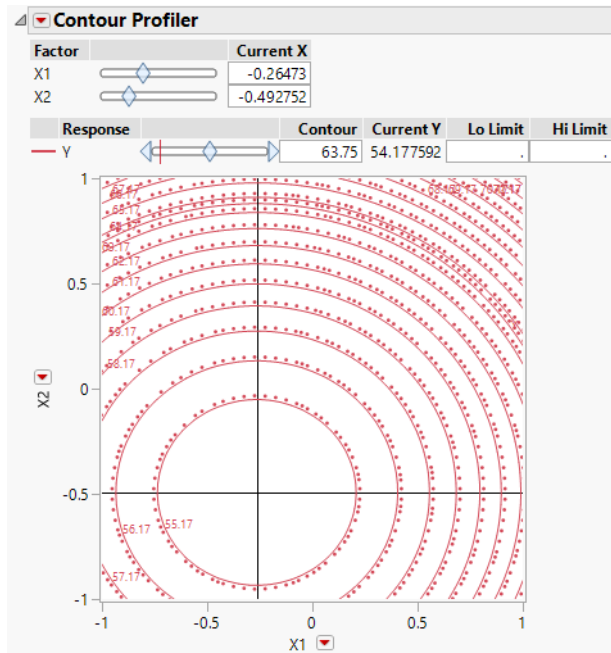 Contour Profiler
Factor Current X
X1 -0.26473
X2 -0.492752
Response Contour Current Y Lo Limit Hi Limit
Y 63.75 54.177592 . .
1
0.5
0
-0.5
-1
X2
62.17
61.17
60.17
59.17
58.17
57.17
56.17
55.17
-1 -0.5 0 0.5 1
X1